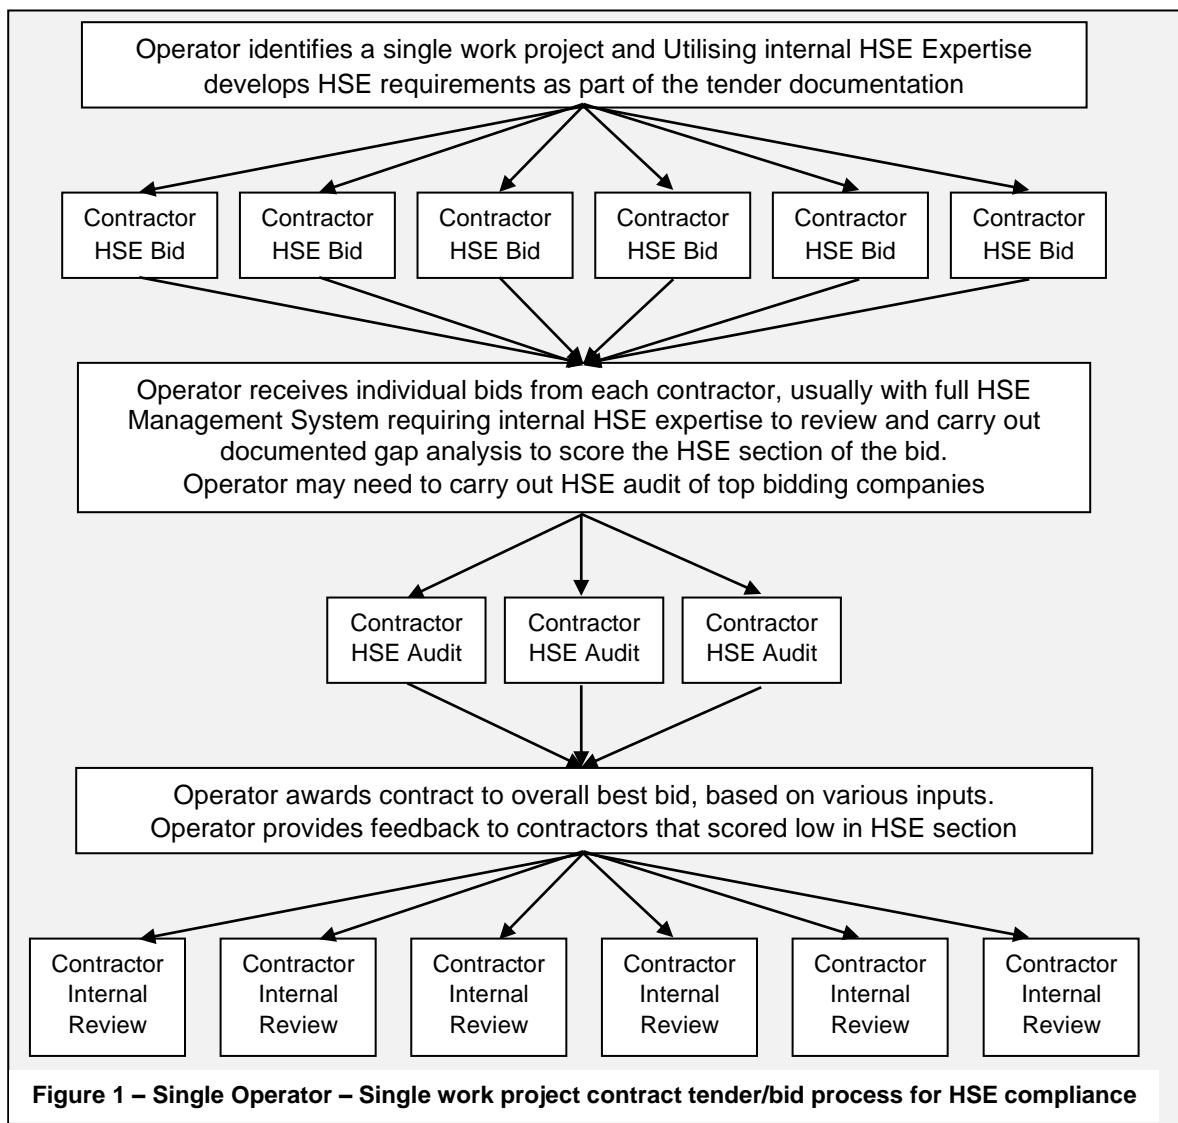 Operator identifies a single work project and Utilising internal HSE Expertise
develops HSE requirements as part of the tender documentation
Contractor
HSE Bid
Contractor
HSE Bid
Contractor
HSE Bid
Contractor
HSE Bid
Contractor
HSE Bid
Contractor
HSE Bid
Operator receives individual bids from each contractor, usually with full HSE
Management System requiring internal HSE expertise to review and carry out
documented gap analysis to score the HSE section of the bid.
Operator may need to carry out HSE audit of top bidding companies
Contractor
HSE Audit
Contractor
HSE Audit
Contractor
HSE Audit
Operator awards contract to overall best bid, based on various inputs.
Operator provides feedback to contractors that scored low in HSE section
Contractor
Internal
Review
Contractor
Internal
Review
Contractor
Internal
Review
Contractor
Internal
Review
Contractor
Internal
Review
Contractor
Internal
Review
Figure 1 – Single Operator – Single work project contract tender/bid process for HSE compliance